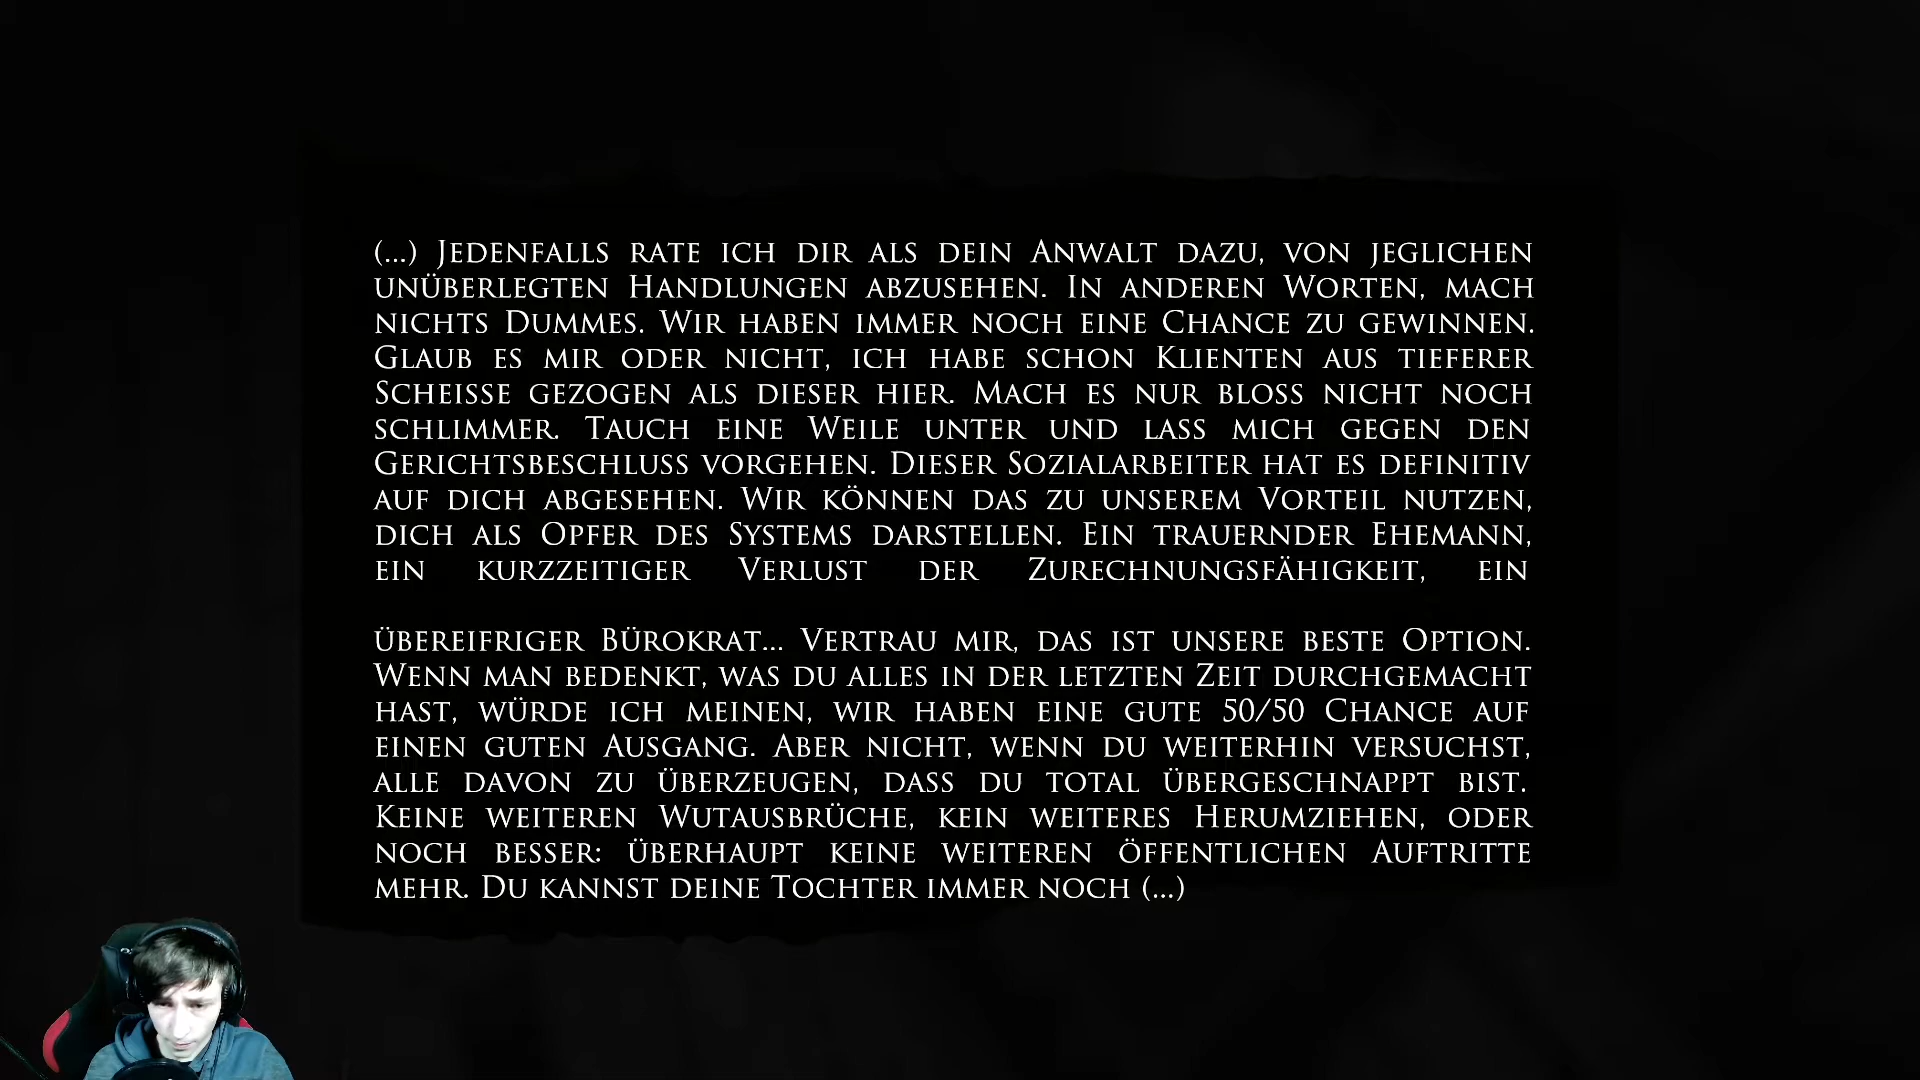 (...) Jedenfalls rate ich dir als dein Anwalt dazu, von jeglichen
unüberlegten Handlungen abzusehen. In anderen Worten, mach
nichts Dummes. Wir haben immer noch eine Chance zu gewinnen.
Glaub es mir oder nicht, ich habe schon Klienten aus tieferer
Scheisse gezogen als dieser hier. Mach es nur bloss nicht noch
schlimmer. Tauch eine Weile unter und lass mich gegen den
Gerichtsbeschluss vorgehen. Dieser Sozialarbeiter hat es definitiv
auf dich abgesehen. Wir können das zu unserem Vorteil nutzen,
dich als Opfer des Systems darstellen. Ein trauernder Ehemann,
ein kurzzeitiger Verlust der Zurechnungsfähigkeit, ein
übereifriger Bürokrat... Vertrau mir, das ist unsere beste Option.
Wenn man bedenkt, was du alles in der letzten Zeit durchgemacht
hast, würde ich meinen, wir haben eine gute 50/50 Chance auf
einen guten Ausgang. Aber nicht, wenn du weiterhin versuchst,
alle davon zu überzeugen, dass du total übergeschnappt bist.
Keine weiteren Wutausbrüche, kein weiteres Herumziehen, oder
noch besser: überhaupt keine weiteren öffentlichen Auftritte
mehr. Du kannst deine Tochter immer noch (...)